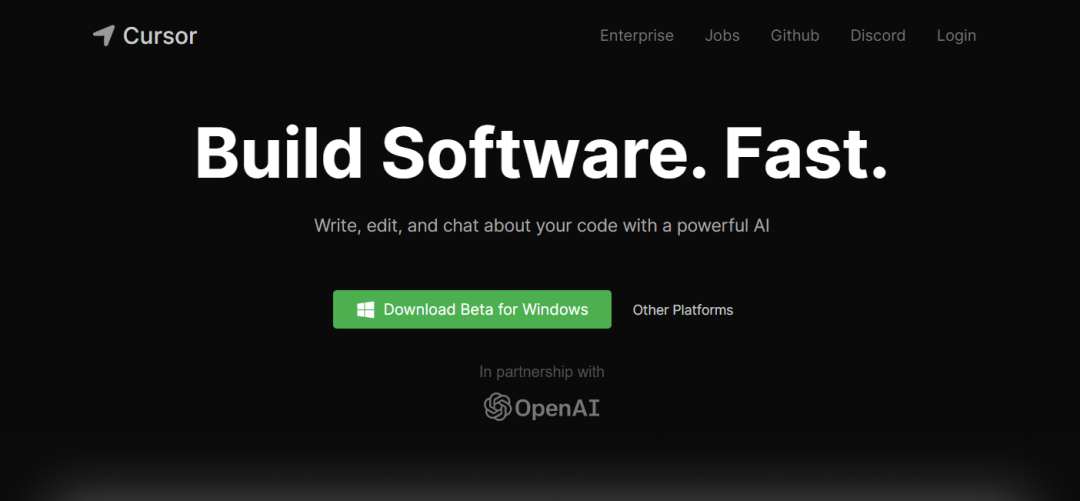 Cursor
Enterprise Jobs Github Discord Login
Build Software. Fast.
Write, edit, and chat about your code with a powerful AI
Download Beta for Windows
Other Platforms
In partnership with
OpenAI